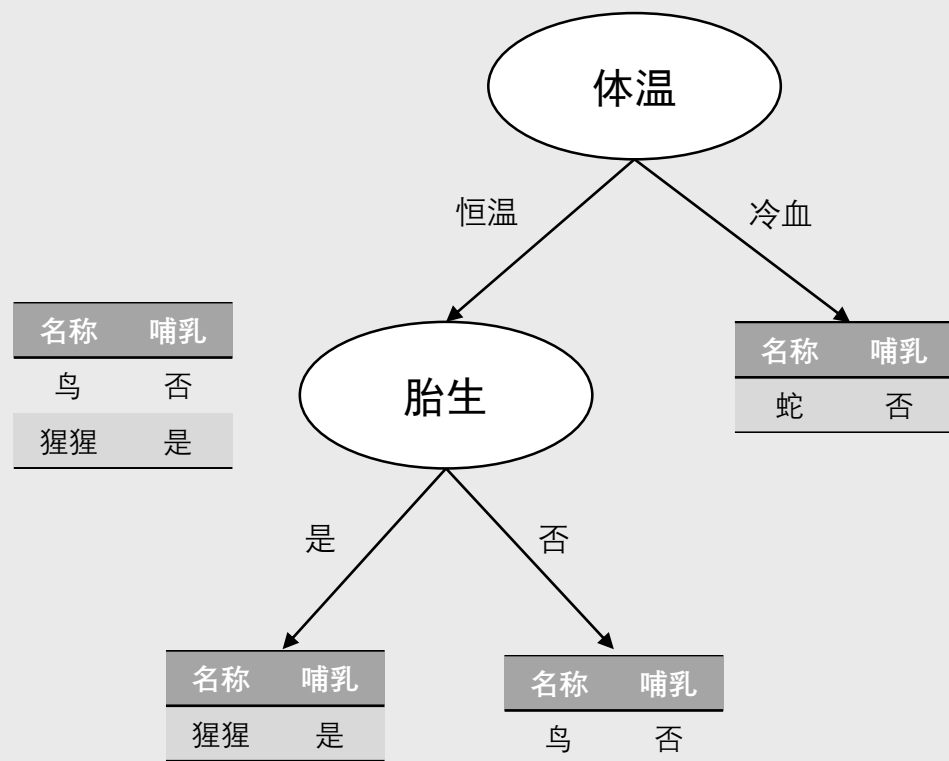 体温
恒温
冷血
名称 哺乳
鸟 否
猩猩 是
胎生
名称 哺乳
蛇 否
是
否
名称 哺乳
猩猩 是
名称 哺乳
鸟 否